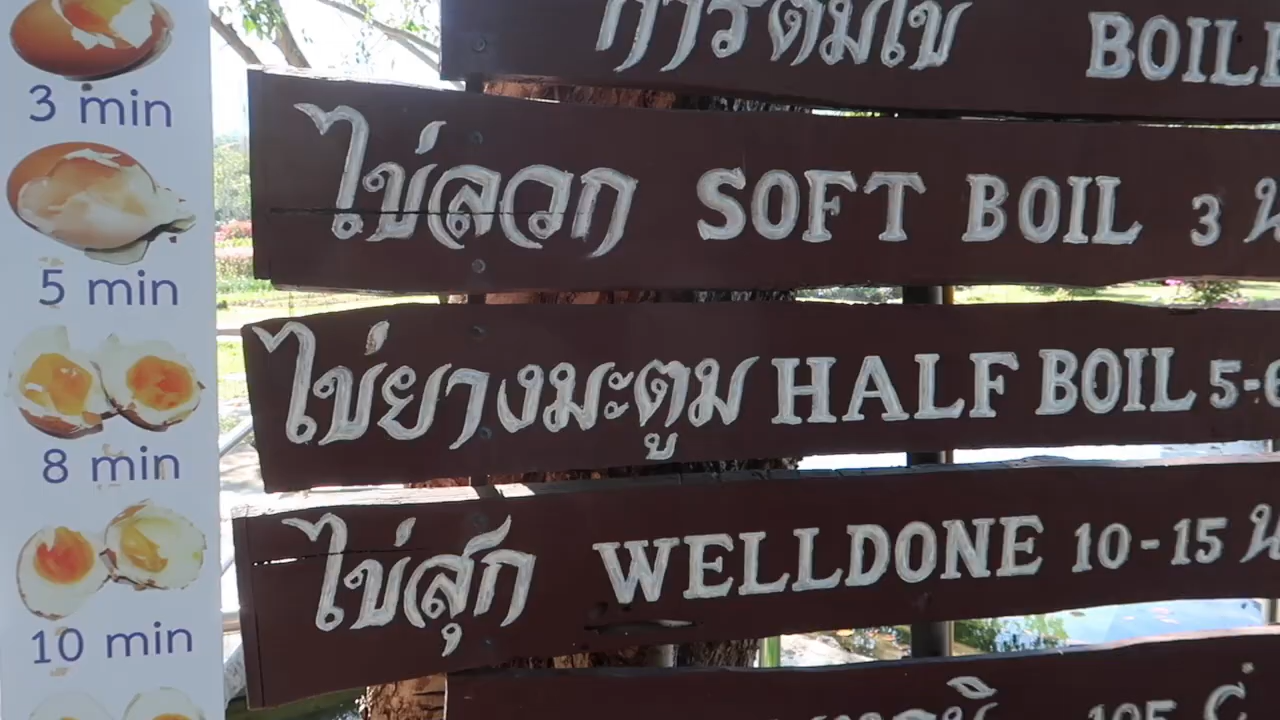 3 min
5 min
8 min
10 min
การต้มไข่ BOIL
ไข่ลวก SOFT BOIL 3 น
ไข่ยางมะตูม HALF BOIL 5-6
ไข่สุก WELLDONE 10-15 น
105 C